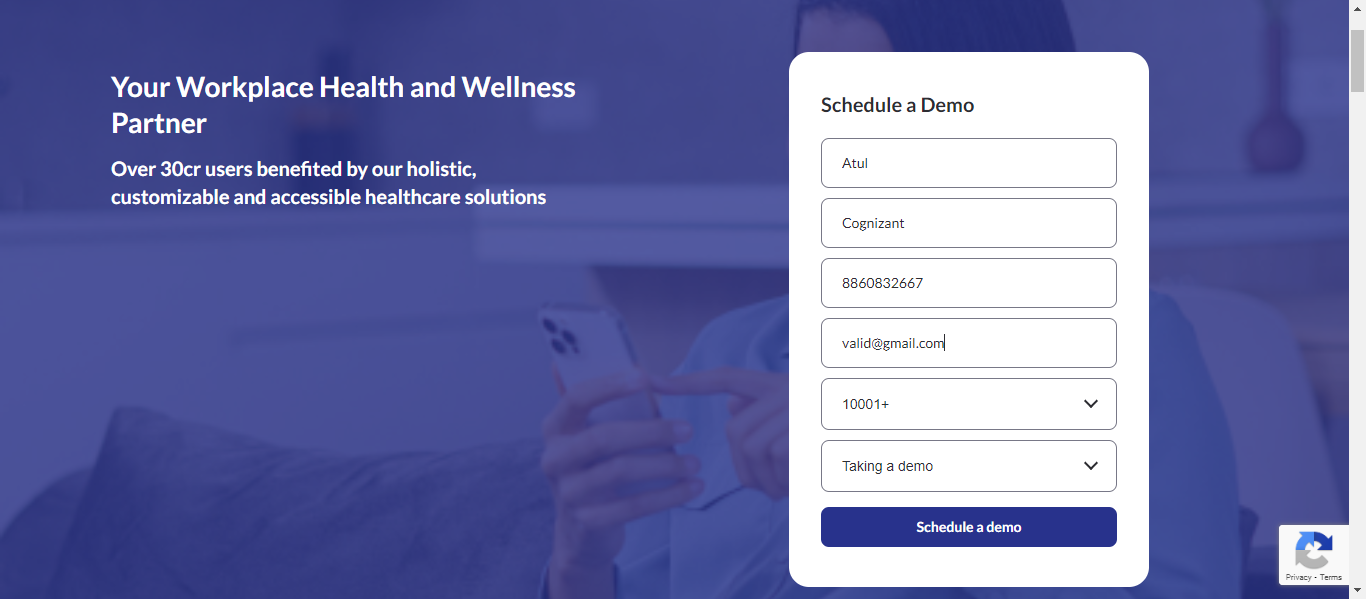 Your Workplace Health and Wellness
Partner
Over 30cr users benefited by our holistic,
customizable and accessible healthcare solutions
Schedule a Demo
Atul
Cognizant
8860832667
valid@gmail.com
10001+
Taking a demo
Schedule a demo
Privacy - Terms